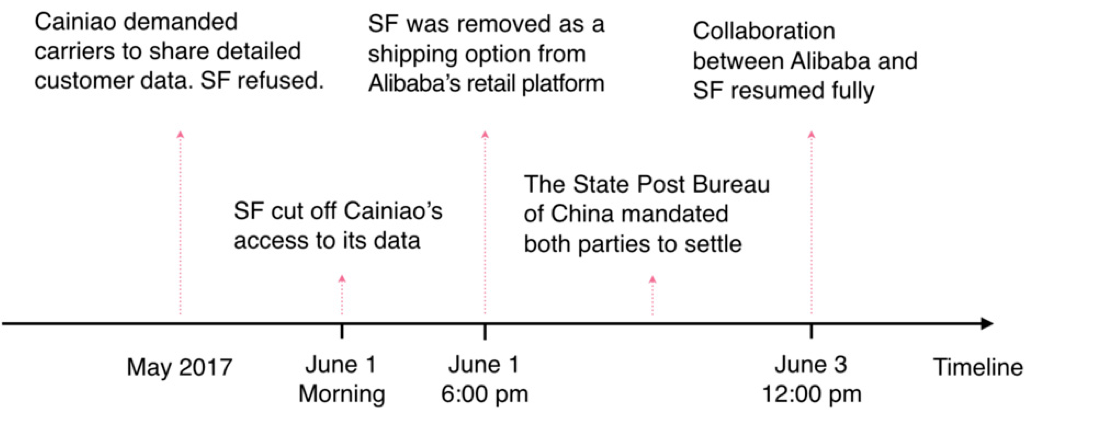 Cainiao demanded
carriers to share detailed
customer data. SF refused.
SF was removed as a
shipping option from
Alibaba’s retail platform
Collaboration
between Alibaba and
SF resumed fully
SF cut off Cainiao’s
access to its data
The State Post Bureau
of China mandated
both parties to settle
May 2017
June 1
Morning
June 1
6:00 pm
June 3
12:00 pm
Timeline